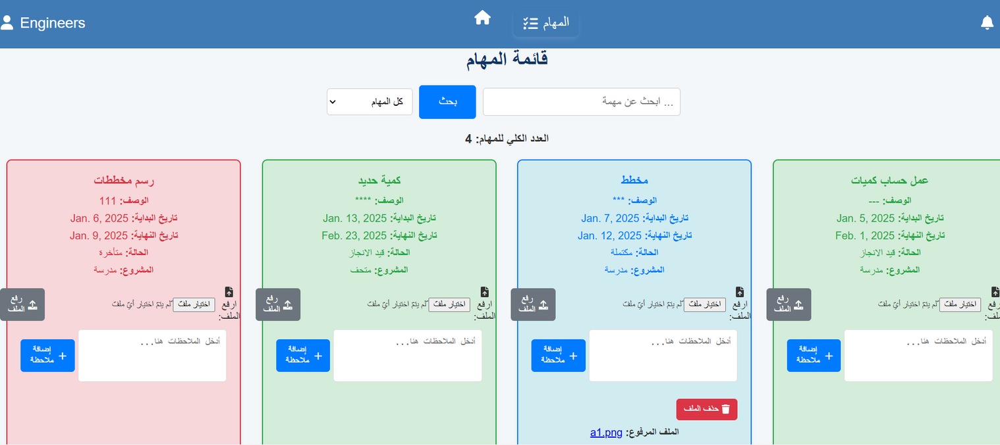 Engineers
المهام
قائمة المهام
ابحث عن مهمة ...
بحث
كل المهام
العدد الكلي للمهام: 4
عمل حساب كميات
الوصف: ---
تاريخ البداية: Jan. 5, 2025
تاريخ النهاية: Feb. 1, 2025
الحالة: قيد الانجاز
المشروع: مدرسة
ارفع
الملف:
اختيار ملف
لم يتم اختيار أيّ ملف
رفع
الملف
أدخل الملاحظات هنا...
إضافة
ملاحظة
مخطط
الوصف: ***
تاريخ البداية: Jan. 7, 2025
تاريخ النهاية: Jan. 12, 2025
الحالة: مكتملة
المشروع: مدرسة
ارفع
الملف:
اختيار ملف
لم يتم اختيار أيّ ملف
رفع
الملف
أدخل الملاحظات هنا...
إضافة
ملاحظة
حذف الملف
الملف المرفوع: a1.png
كمية حديد
الوصف: ****
تاريخ البداية: Jan. 13, 2025
تاريخ النهاية: Feb. 23, 2025
الحالة: قيد الانجاز
المشروع: متحف
ارفع
الملف:
اختيار ملف
لم يتم اختيار أيّ ملف
رفع
الملف
أدخل الملاحظات هنا...
إضافة
ملاحظة
رسم مخططات
الوصف: 111
تاريخ البداية: Jan. 6, 2025
تاريخ النهاية: Jan. 9, 2025
الحالة: متأخرة
المشروع: مدرسة
ارفع
الملف:
اختيار ملف
لم يتم اختيار أيّ ملف
رفع
الملف
أدخل الملاحظات هنا...
إضافة
ملاحظة